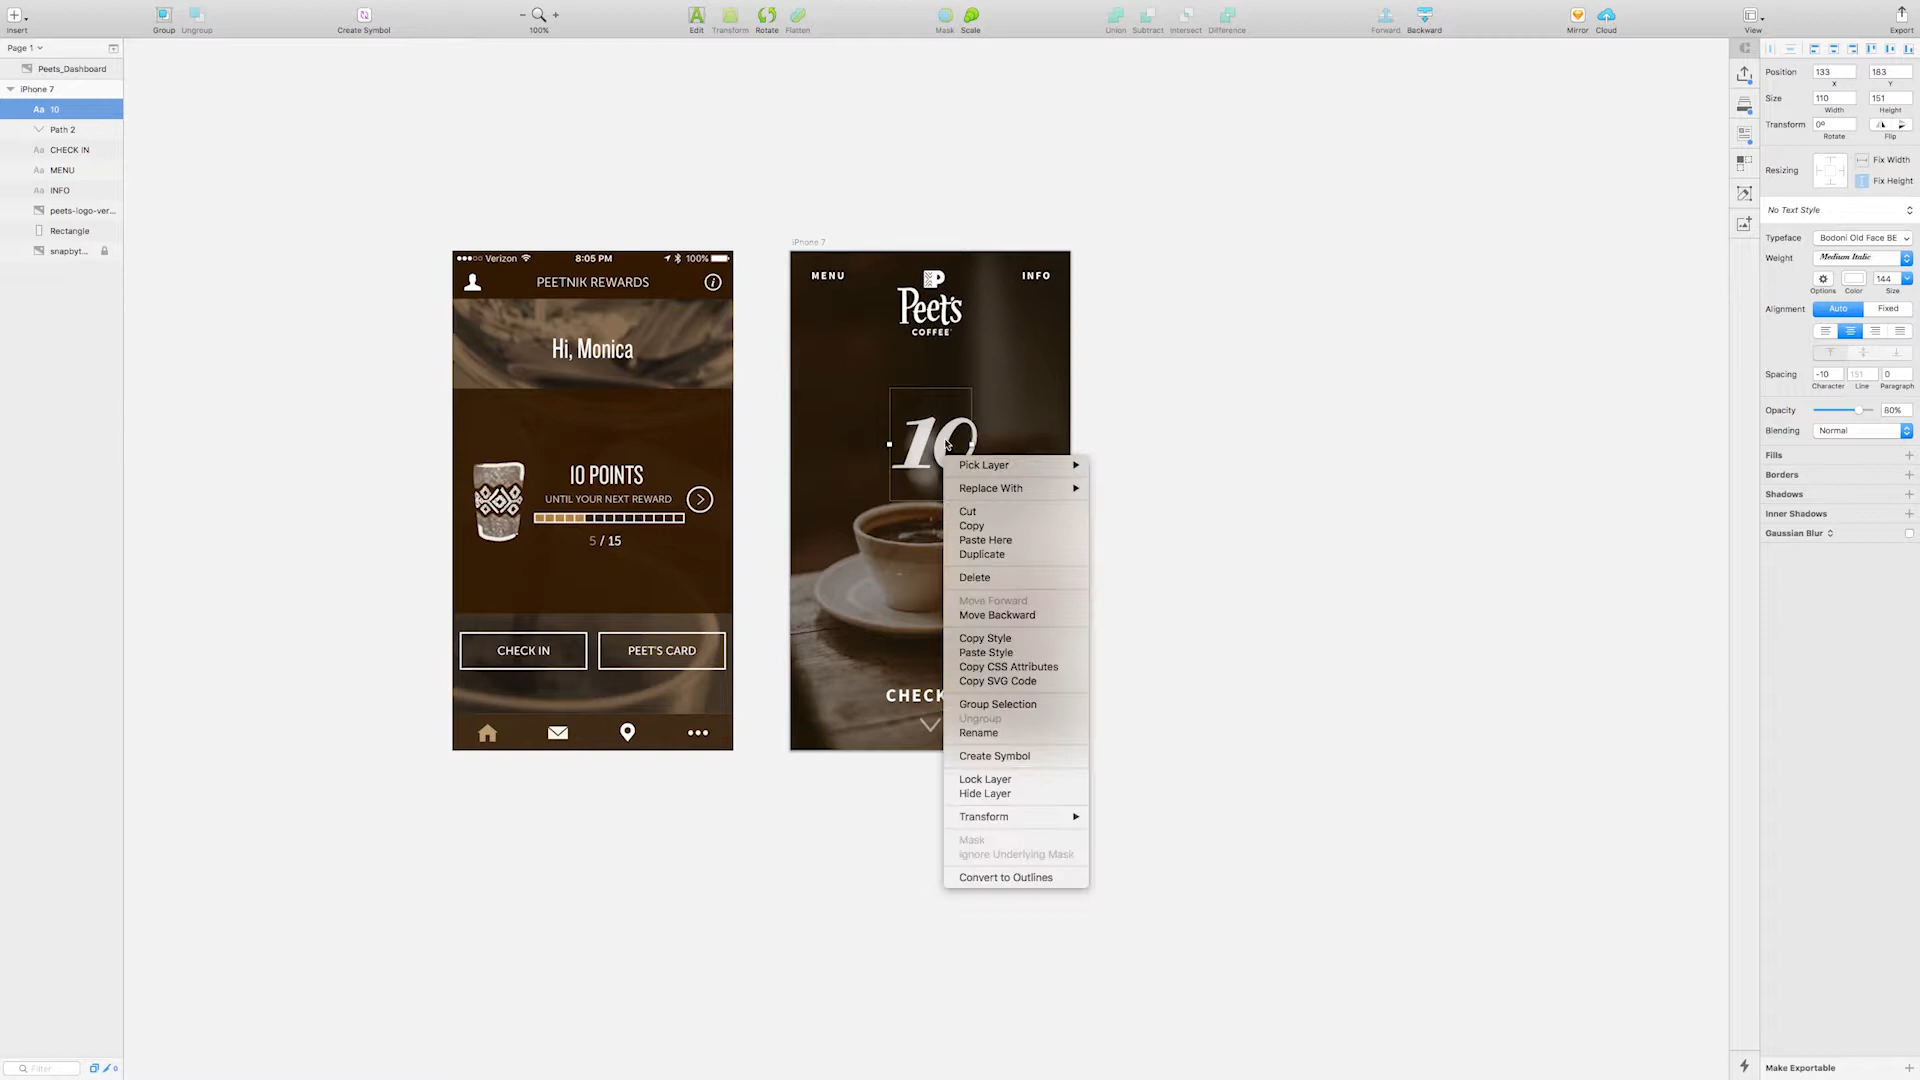 Insert
Group
Ungroup
Create Symbol
100%
Edit
Transform
Rotate
Flatten
Mask
Scale
Union
Subtract
Intersect
Difference
Forward
Backward
Mirror
Cloud
View
Export
Page 1
Peets_Dashboard
iPhone 7
Aa 10
Path 2
Aa CHECK IN
Aa MENU
Aa INFO
peets-logo-ver...
Rectangle
snapbyt...
Filter
0
Verizon 8:05 PM 100%
PEETNIK REWARDS
Hi, Monica
10 POINTS
UNTIL YOUR NEXT REWARD
5 / 15
CHECK IN
PEET'S CARD
iPhone 7
MENU
INFO
Peet's
COFFEE
10
CHECK
Pick Layer
Replace With
Cut
Copy
Paste Here
Duplicate
Delete
Move Forward
Move Backward
Copy Style
Paste Style
Copy CSS Attributes
Copy SVG Code
Group Selection
Ungroup
Rename
Create Symbol
Lock Layer
Hide Layer
Transform
Mask
Ignore Underlying Mask
Convert to Outlines
Position 133 183
X Y
Size 110 151
Width Height
Transform 0º
Rotate Flip
Resizing
Fix Width
Fix Height
No Text Style
Typeface Bodoni Old Face BE
Weight Medium Italic
144
Options Color Size
Alignment Auto Fixed
Spacing -10 151 0
Character Line Paragraph
Opacity 80%
Blending Normal
Fills
Borders
Shadows
Inner Shadows
Gaussian Blur
Make Exportable